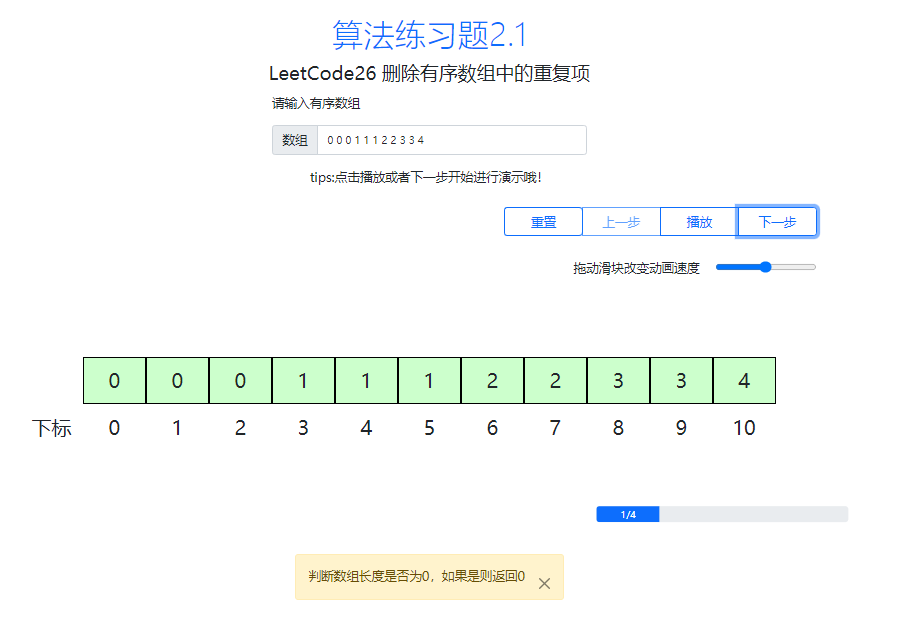 算法练习题2.1
LeetCode26 删除有序数组中的重复项
请输入有序数组
数组 0 0 0 1 1 1 2 2 3 3 4
tips:点击播放或者下一步开始进行演示哦!
重置 上一步 播放 下一步
拖动滑块改变动画速度
0 0 0 1 1 1 2 2 3 3 4
下标 0 1 2 3 4 5 6 7 8 9 10
1/4
判断数组长度是否为0，如果是则返回0